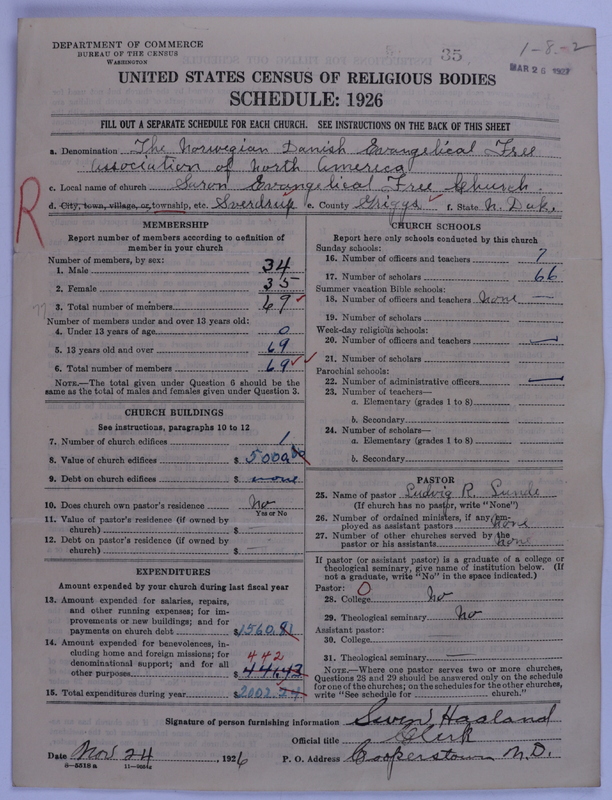 DEPARTMENT OF COMMERCE
BUREAU OF THE CENSUS
WASHINGTON
35
1-8-2
MAR 26 1927
UNITED STATES CENSUS OF RELIGIOUS BODIES
SCHEDULE: 1926
FILL OUT A SEPARATE SCHEDULE FOR EACH CHURCH. SEE INSTRUCTIONS ON THE BACK OF THIS SHEET
a. Denomination The Norwegian Danish Evangelical Free
Association of North America
c. Local name of church Saron Evangelical Free Church.
d. City, town, village, or township, etc. Sverdrup e. County Griggs f. State N. Dak.
R
MEMBERSHIP
Report number of members according to definition of
member in your church
Number of members, by sex:
1. Male 34
2. Female 35
3. Total number of members 69
Number of members under and over 13 years old:
4. Under 13 years of age 0
5. 13 years old and over 69
6. Total number of members 69
NOTE.—The total given under Question 6 should be the
same as the total of males and females given under Question 3.
CHURCH BUILDINGS
See instructions, paragraphs 10 to 12
7. Number of church edifices 1
8. Value of church edifices $ 5000.00
9. Debt on church edifices $ none
10. Does church own pastor's residence No
Yes or No
11. Value of pastor's residence (if owned by
church) $
12. Debt on pastor's residence (if owned by
church) $ —
EXPENDITURES
Amount expended by your church during last fiscal year
13. Amount expended for salaries, repairs,
and other running expenses; for im-
provements or new buildings; and for
payments on church debt $1560.81
14. Amount expended for benevolences, in-
cluding home and foreign missions; for
denominational support; and for all
442
other purposes $ 441.43
15. Total expenditures during year $ 2002.24
CHURCH SCHOOLS
Report here only schools conducted by this church
Sunday schools:
16. Number of officers and teachers 7
17. Number of scholars 66
Summer vacation Bible schools:
18. Number of officers and teachers none —
19. Number of scholars
Week-day religious schools:
20. Number of officers and teachers —
21. Number of scholars
Parochial schools:
22. Number of administrative officers —
23. Number of teachers—
a. Elementary (grades 1 to 8)
b. Secondary
24. Number of scholars—
a. Elementary (grades 1 to 8)
b. Secondary
PASTOR
25. Name of pastor Ludvig R. Lunde
(If church has no pastor, write "None")
26. Number of ordained ministers, if any, em-
ployed as assistant pastors none
27. Number of other churches served by the
pastor or his assistants none
If pastor (or assistant pastor) is a graduate of a college or
theological seminary, give name of institution below. (If
not a graduate, write "No" in the space indicated.)
Pastor: 0
28. College No
29. Theological seminary No
Assistant pastor:
30. College
31. Theological seminary —
NOTE.—Where one pastor serves two or more churches,
Questions 28 and 29 should be answered only on the schedule
for one of the churches; on the schedules for the other churches,
write "See schedule for church."
Signature of person furnishing information Swen Haaland
Official title Clerk
Date Nov 24, 1926 P. O. Address Cooperstown N.D.
8—5518 a